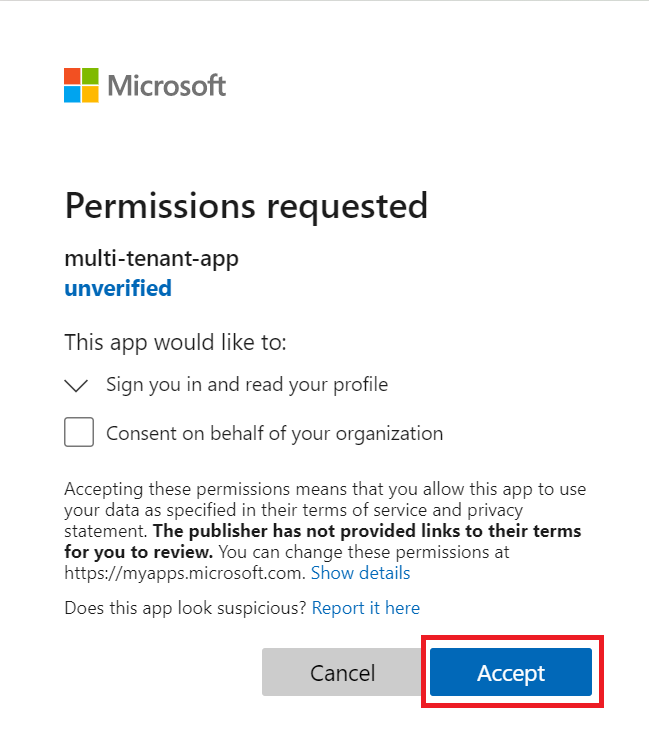 Microsoft
Permissions requested
multi-tenant-app
unverified
This app would like to:
Sign you in and read your profile
Consent on behalf of your organization
Accepting these permissions means that you allow this app to use
your data as specified in their terms of service and privacy
statement. The publisher has not provided links to their terms
for you to review. You can change these permissions at
https://myapps.microsoft.com. Show details
Does this app look suspicious? Report it here
Cancel Accept